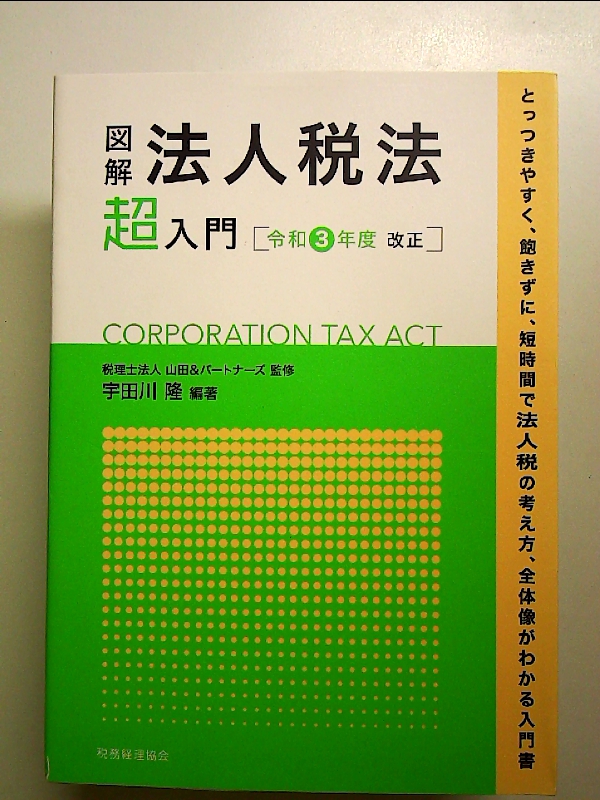 図解 法人税法
超入門 [令和3年度 改正]
CORPORATION TAX ACT
税理士法人 山田&パートナーズ 監修
宇田川 隆 編著
税務経理協会
とっつきやすく、飽きずに、短時間で法人税の考え方、全体像がわかる入門書